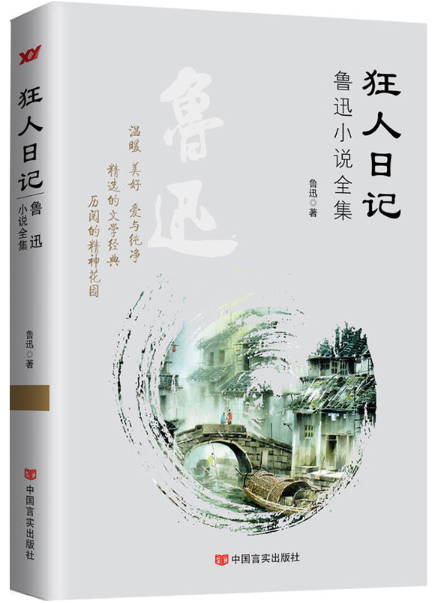 狂人日记
鲁迅小说全集
鲁迅◎著
鲁迅
温暖 美好 爱与纯净
精选的文学经典
历阅的精神花园
中国言实出版社
狂人日记
鲁迅
小说全集
鲁迅◎著
中国言实出版社